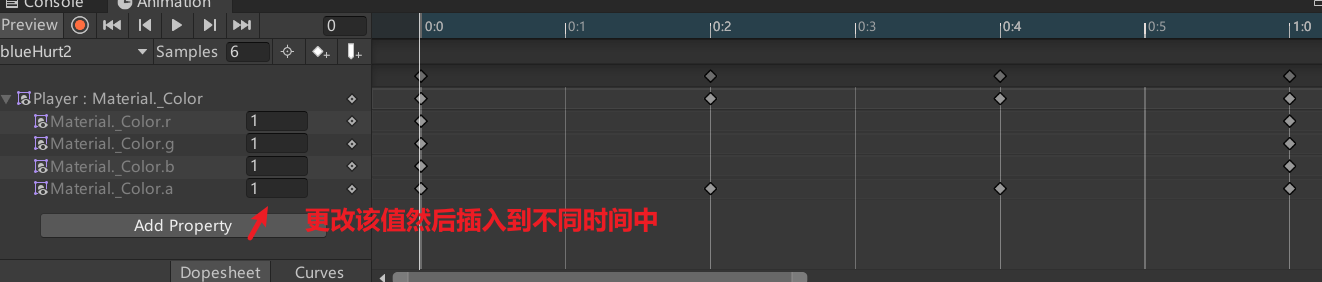 Console
Animation
Preview
0
0:0
0:1
0:2
0:3
0:4
0:5
1:0
blueHurt2
Samples
6
Player : Material._Color
Material._Color.r
1
Material._Color.g
1
Material._Color.b
1
Material._Color.a
1
更改该值然后插入到不同时间中
Add Property
Dopesheet
Curves